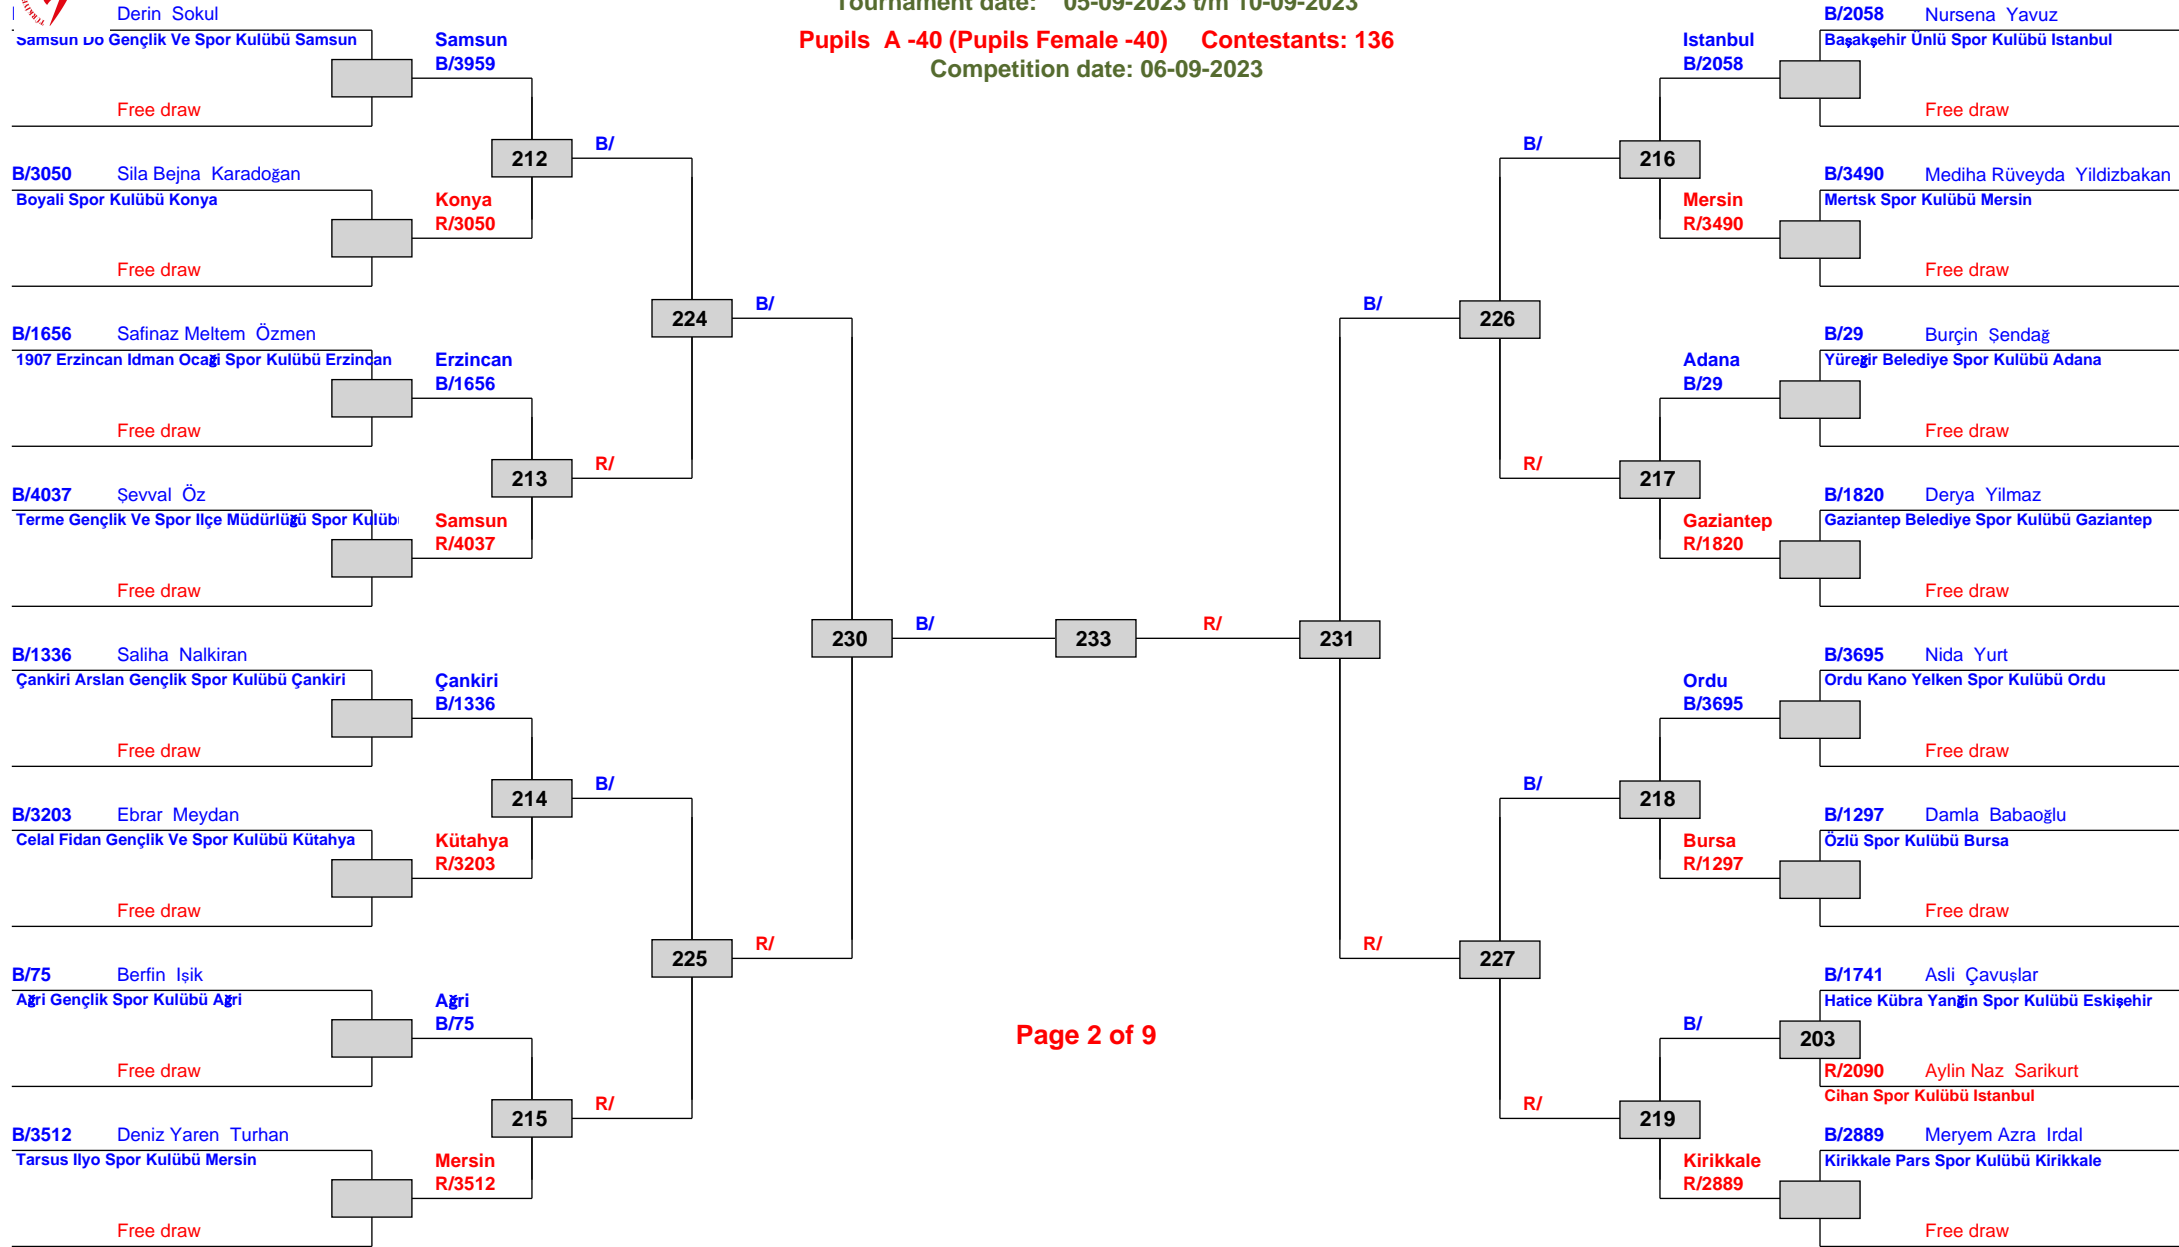 Tournament date: 05-09-2023 t/m 10-09-2023
Pupils A -40 (Pupils Female -40) Contestants: 136
Competition date: 06-09-2023
Derin Sokul
Samsun Do Gençlik Ve Spor Kulübü Samsun
Free draw
Samsun
B/3959
B/3050 Sila Bejna Karadoğan
Boyali Spor Kulübü Konya
Free draw
Konya
R/3050
212
B/
B/1656 Safinaz Meltem Özmen
1907 Erzincan Idman Ocaği Spor Kulübü Erzincan
Free draw
Erzincan
B/1656
B/4037 Şevval Öz
Terme Gençlik Ve Spor Ilçe Müdürlüğü Spor Kulüb
Free draw
Samsun
R/4037
213
R/
224
B/
B/1336 Saliha Nalkiran
Çankiri Arslan Gençlik Spor Kulübü Çankiri
Free draw
Çankiri
B/1336
B/3203 Ebrar Meydan
Celal Fidan Gençlik Ve Spor Kulübü Kütahya
Free draw
Kütahya
R/3203
214
B/
B/75 Berfin Işik
Ağri Gençlik Spor Kulübü Ağri
Free draw
Ağri
B/75
B/3512 Deniz Yaren Turhan
Tarsus Ilyo Spor Kulübü Mersin
Free draw
Mersin
R/3512
215
R/
225
R/
230
B/
233
R/
231
B/
226
B/
216
Istanbul
B/2058
B/2058 Nursena Yavuz
Başakşehir Ünlü Spor Kulübü Istanbul
Free draw
Mersin
R/3490
B/3490 Mediha Rüveyda Yildizbakan
Mertsk Spor Kulübü Mersin
Free draw
R/
217
Adana
B/29
B/29 Burçin Şendağ
Yüreğir Belediye Spor Kulübü Adana
Free draw
Gaziantep
R/1820
B/1820 Derya Yilmaz
Gaziantep Belediye Spor Kulübü Gaziantep
Free draw
R/
227
B/
218
Ordu
B/3695
B/3695 Nida Yurt
Ordu Kano Yelken Spor Kulübü Ordu
Free draw
Bursa
R/1297
B/1297 Damla Babaoğlu
Özlü Spor Kulübü Bursa
Free draw
R/
219
B/
203
B/1741 Asli Çavuşlar
Hatice Kübra Yanğin Spor Kulübü Eskişehir
R/2090 Aylin Naz Sarikurt
Cihan Spor Kulübü Istanbul
Kirikkale
R/2889
B/2889 Meryem Azra Irdal
Kirikkale Pars Spor Kulübü Kirikkale
Free draw
Page 2 of 9